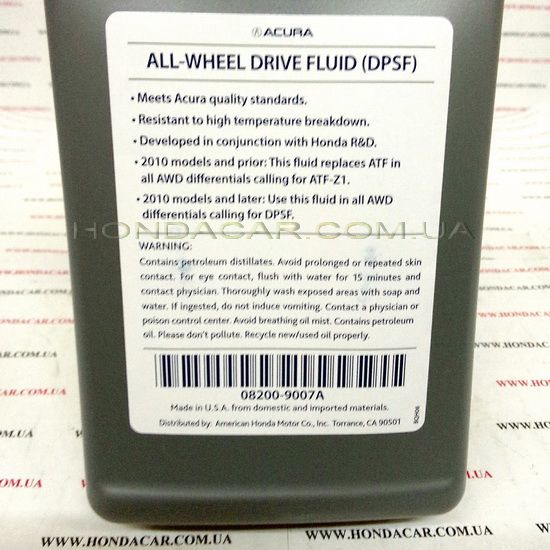 ACURA
ALL-WHEEL DRIVE FLUID (DPSF)
• Meets Acura quality standards.
• Resistant to high temperature breakdown.
• Developed in conjunction with Honda R&D.
• 2010 models and prior: This fluid replaces ATF in
all AWD differentials calling for ATF-Z1.
• 2010 models and later: Use this fluid in all AWD
differentials calling for DPSF.
HONDACAR.COM.UA
WARNING:
Contains petroleum distillates. Avoid prolonged or repeated skin
contact. For eye contact, flush with water for 15 minutes and
contact physician. Thoroughly wash exposed areas with soap and
water. If ingested, do not induce vomiting. Contact a physician or
poison control center. Avoid breathing oil mist. Contains petroleum
oil. Please don't pollute. Recycle new/used oil properly.
08200-9007A
Made in U.S.A. from domestic and imported materials.
Distributed by: American Honda Motor Co., Inc. Torrance, CA 90501
WWW.HONDACAR.COM.UA
WWW.HONDACAR.COM.UA